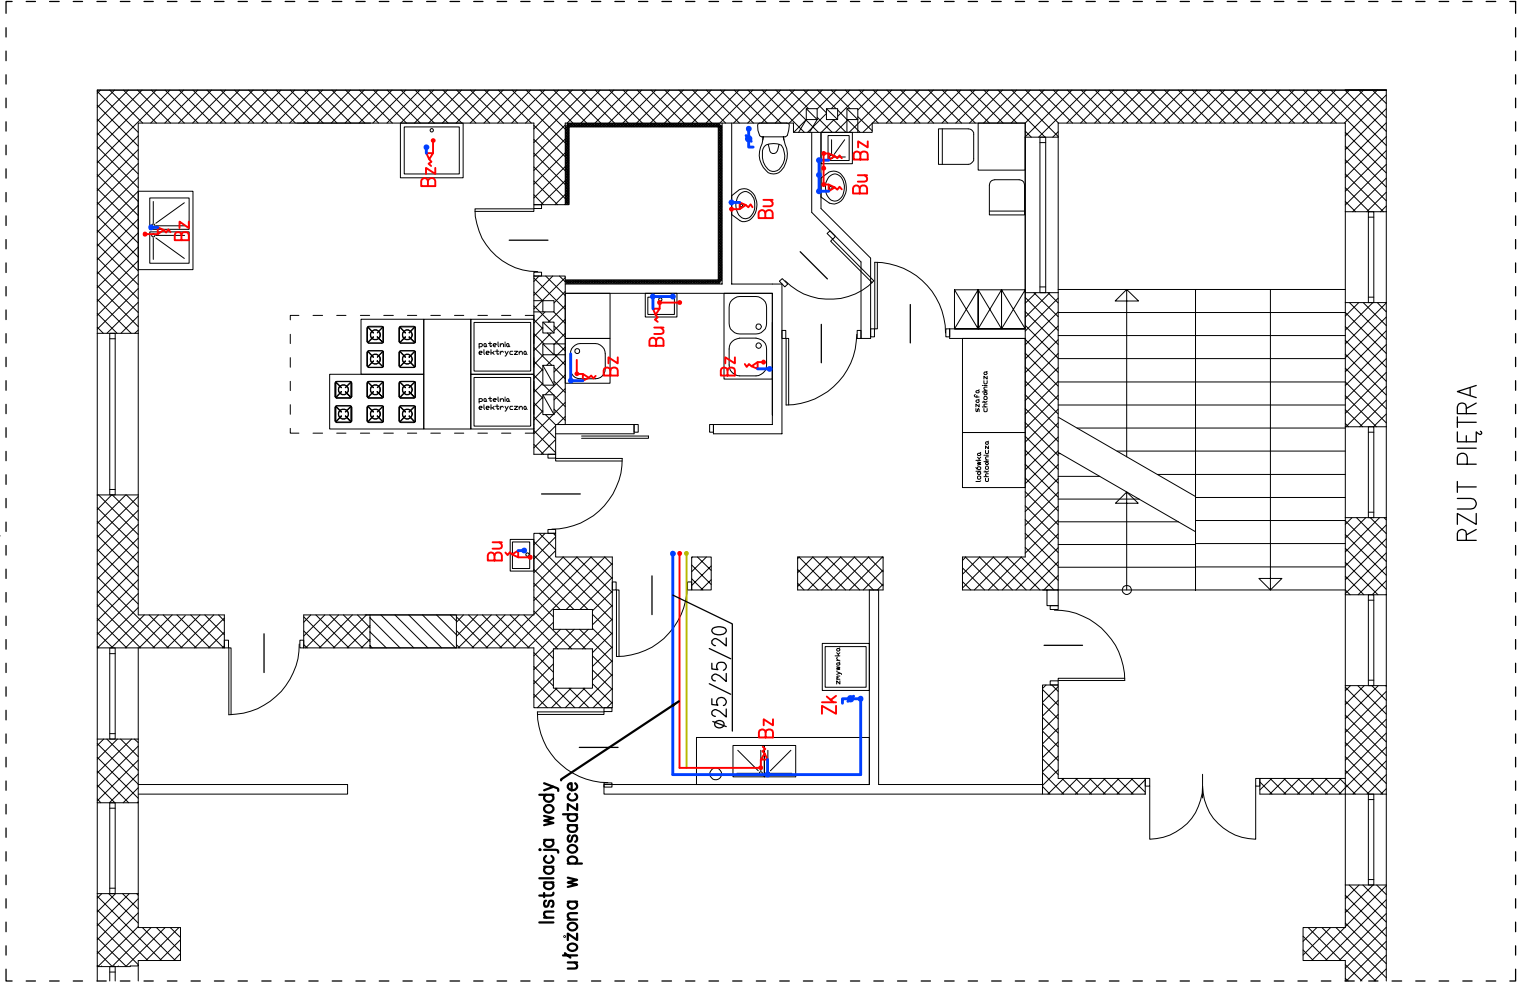 Bz
Bz
Bz
Bu
Bu
Bu
Bz
Bz
patelnia
elektryczna
patelnia
elektryczna
szafa
chłodnicza
lodówka
chłodnicza
Bu
RZUT PIĘTRA
ø25/25/20
zmywarka
Zk
Bz
Instalacja wody
ułożona w posadzce